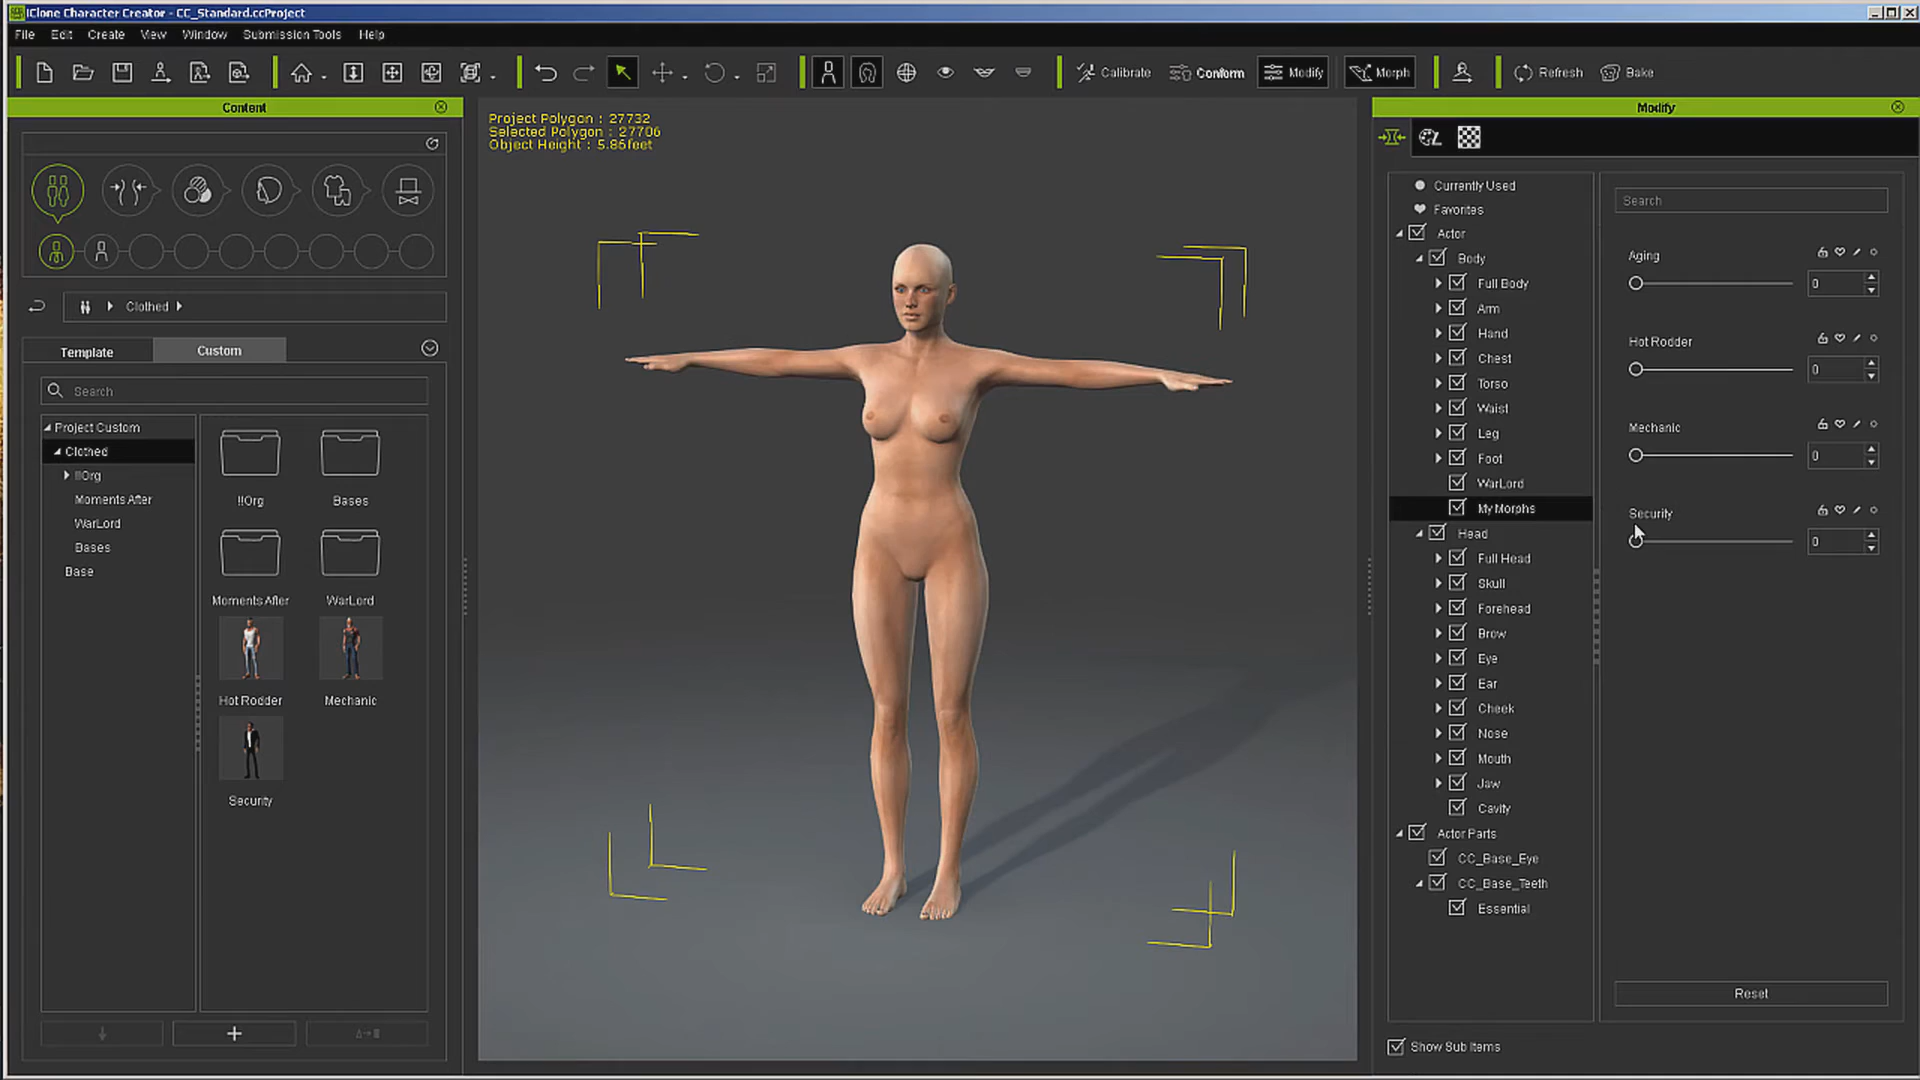 iClone Character Creator - CC_Standard.ccProject
File Edit Create View Window Submission Tools Help
Calibrate Conform Modify Morph Refresh Bake
Content
Clothed
Template Custom
Search
Project Custom
Clothed
!!Org
Moments After
WarLord
Bases
Base
!!Org Bases
Moments After WarLord
Hot Rodder Mechanic
Security
Project Polygon : 27732
Selected Polygon : 27706
Object Height : 5.86feet
Modify
Currently Used
Favorites
Actor
Body
Full Body
Arm
Hand
Chest
Torso
Waist
Leg
Foot
WarLord
My Morphs
Head
Full Head
Skull
Forehead
Brow
Eye
Ear
Cheek
Nose
Mouth
Jaw
Cavity
Actor Parts
CC_Base_Eye
CC_Base_Teeth
Essential
Show Sub Items
Search
Aging
0
Hot Rodder
0
Mechanic
0
Security
0
Reset